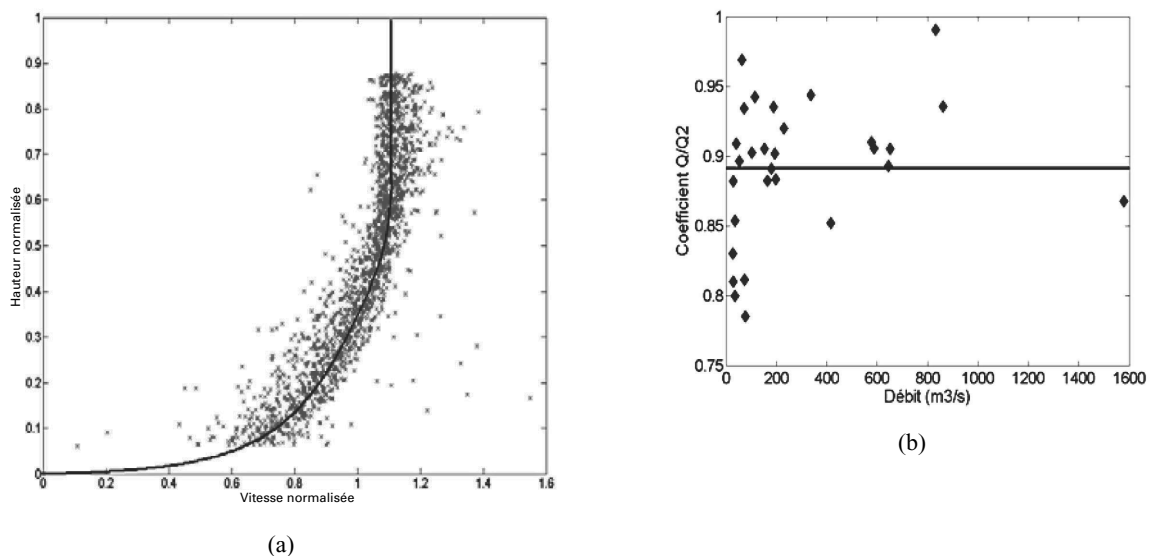 1
0.9
0.8
0.7
0.6
0.5
0.4
0.3
0.2
0.1
0
Hauteur normalisée
0 0.2 0.4 0.6 0.8 1.0 1.2 1.4 1.6
Vitesse normalisée
(a)
1
0.95
0.9
0.85
0.8
0.75
Coefficient Q/Q2
0 200 400 600 800 1000 1200 1400 1600
Débit (m3/s)
(b)